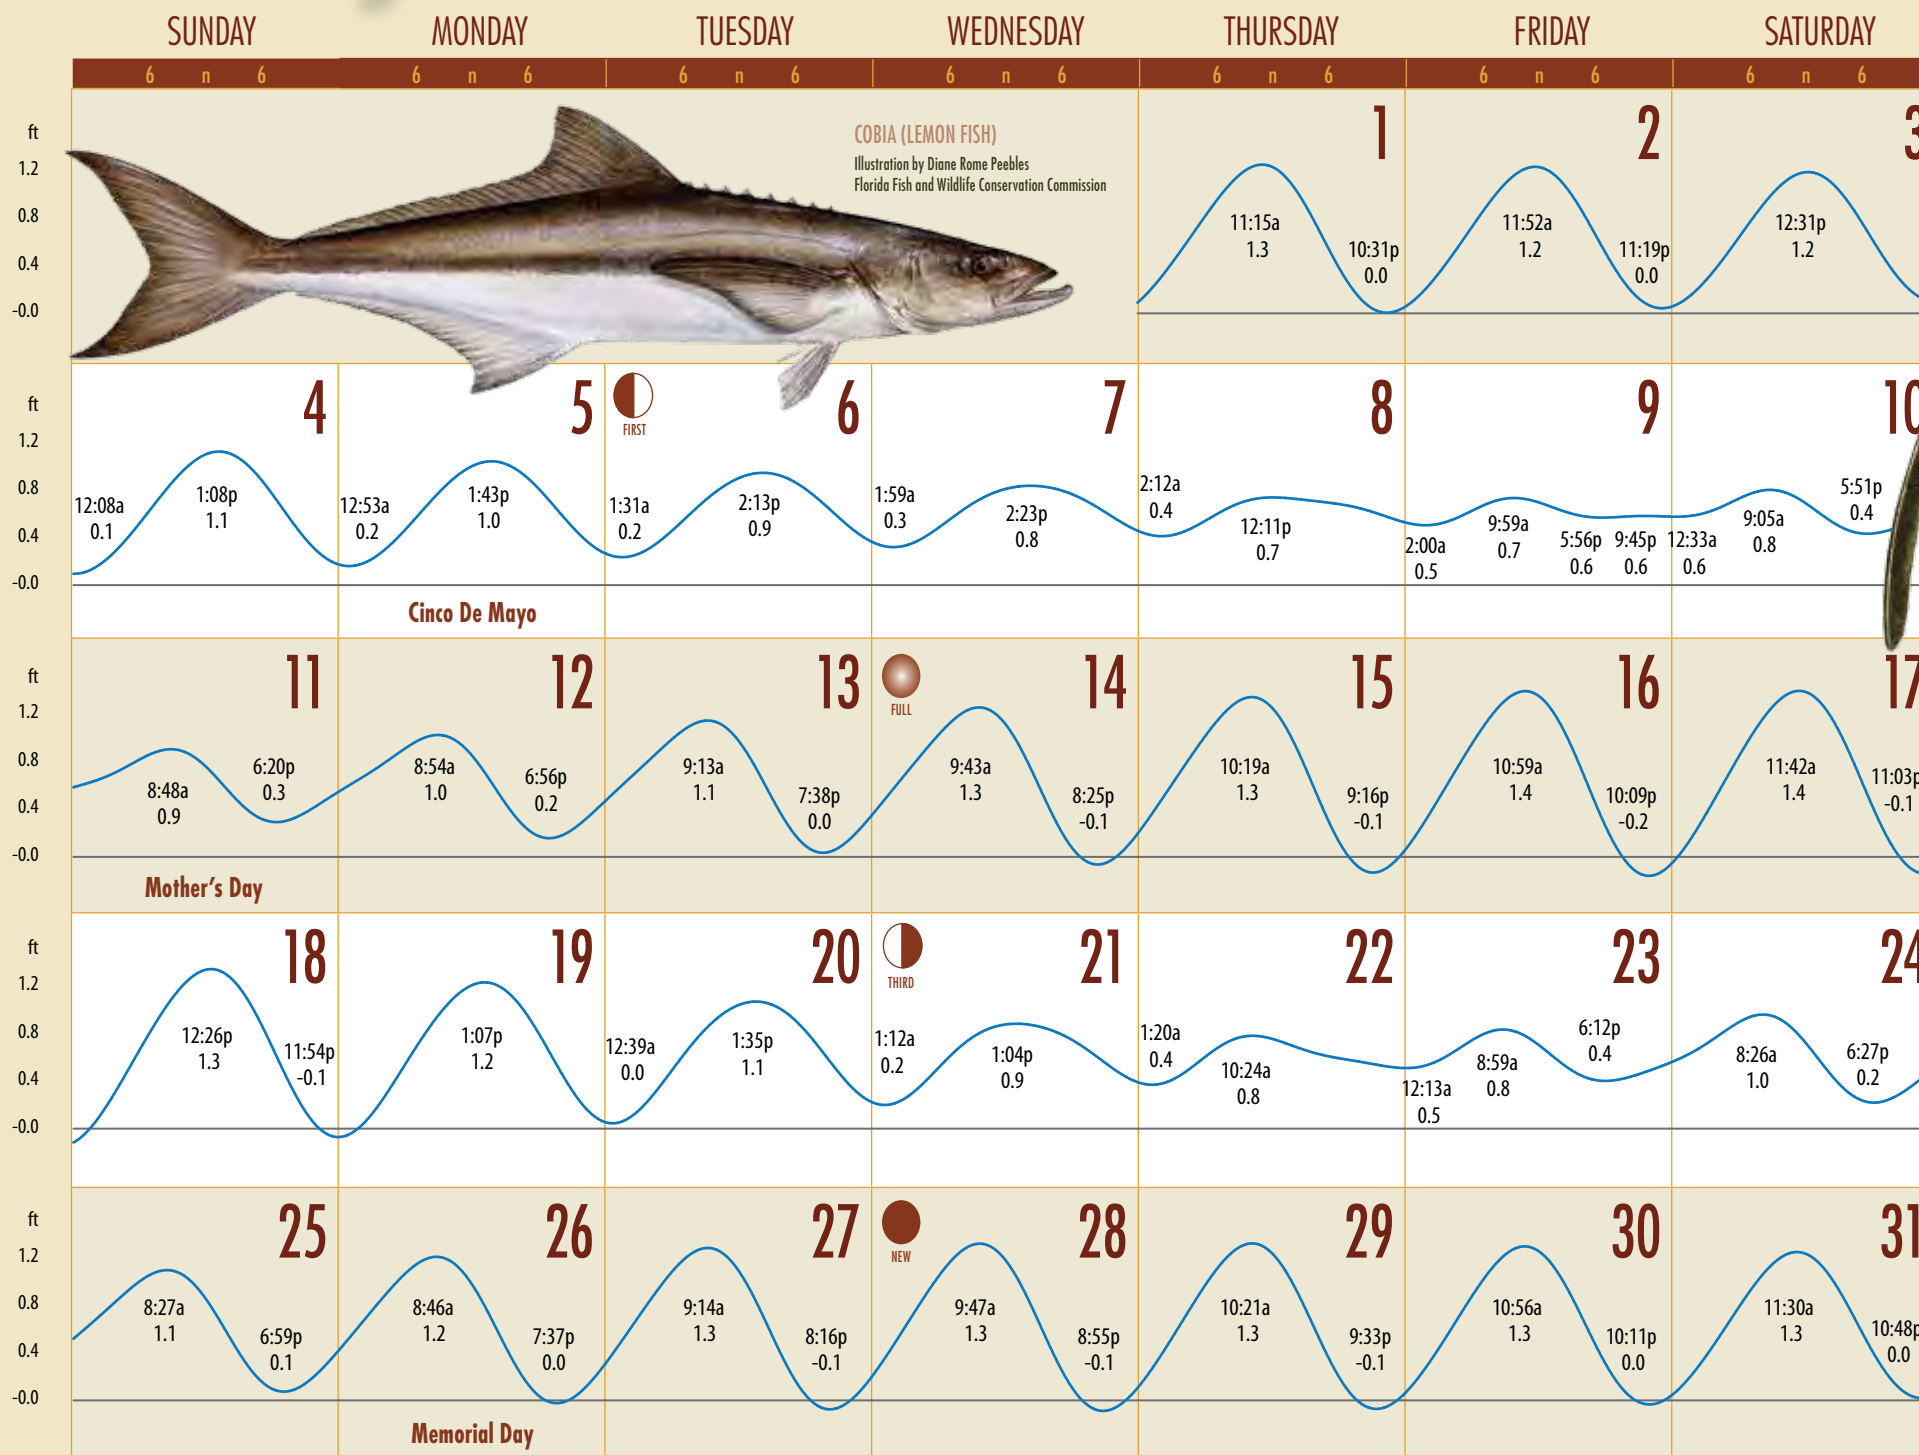 SUNDAY MONDAY TUESDAY WEDNESDAY THURSDAY FRIDAY SATURDAY
6 n 6 6 n 6 6 n 6 6 n 6 6 n 6 6 n 6 6 n 6
COBIA (LEMON FISH)
Illustration by Diane Rome Peebles
Florida Fish and Wildlife Conservation Commission
ft
1.2
0.8
0.4
-0.0
1
11:15a
1.3
10:31p
0.0
2
11:52a
1.2
11:19p
0.0
3
12:31p
1.2
ft
1.2
0.8
0.4
-0.0
4
12:08a
0.1
1:08p
1.1
5
12:53a
0.2
1:43p
1.0
Cinco De Mayo
FIRST
6
1:31a
0.2
2:13p
0.9
7
1:59a
0.3
2:23p
0.8
8
2:12a
0.4
12:11p
0.7
9
2:00a
0.5
9:59a
0.7
5:56p
0.6
9:45p
0.6
10
12:33a
0.6
9:05a
0.8
5:51p
0.4
ft
1.2
0.8
0.4
-0.0
11
8:48a
0.9
6:20p
0.3
Mother's Day
12
8:54a
1.0
6:56p
0.2
13
9:13a
1.1
7:38p
0.0
FULL
14
9:43a
1.3
8:25p
-0.1
15
10:19a
1.3
9:16p
-0.1
16
10:59a
1.4
10:09p
-0.2
17
11:42a
1.4
11:03p
-0.1
ft
1.2
0.8
0.4
-0.0
18
12:26p
1.3
11:54p
-0.1
19
1:07p
1.2
20
12:39a
0.0
1:35p
1.1
THIRD
21
1:12a
0.2
1:04p
0.9
22
1:20a
0.4
10:24a
0.8
23
12:13a
0.5
8:59a
0.8
6:12p
0.4
24
8:26a
1.0
6:27p
0.2
ft
1.2
0.8
0.4
-0.0
25
8:27a
1.1
6:59p
0.1
26
8:46a
1.2
7:37p
0.0
Memorial Day
27
9:14a
1.3
8:16p
-0.1
NEW
28
9:47a
1.3
8:55p
-0.1
29
10:21a
1.3
9:33p
-0.1
30
10:56a
1.3
10:11p
0.0
31
11:30a
1.3
10:48p
0.0